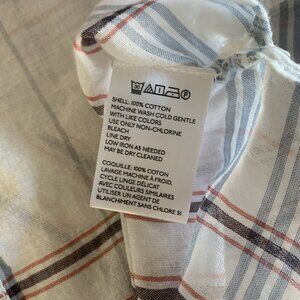 SHELL: 100% COTTON
MACHINE WASH COLD GENTLE
WITH LIKE COLORS
USE ONLY NON-CHLORINE
BLEACH
LINE DRY
LOW IRON AS NEEDED
MAY BE DRY CLEANED
COQUILLE: 100% COTON
LAVAGE MACHINE À FROID,
CYCLE LINGE DÉLICAT
AVEC COULEURS SIMILAIRES
UTILISER UN AGENT DE
BLANCHIMENT SANS CHLORE SI